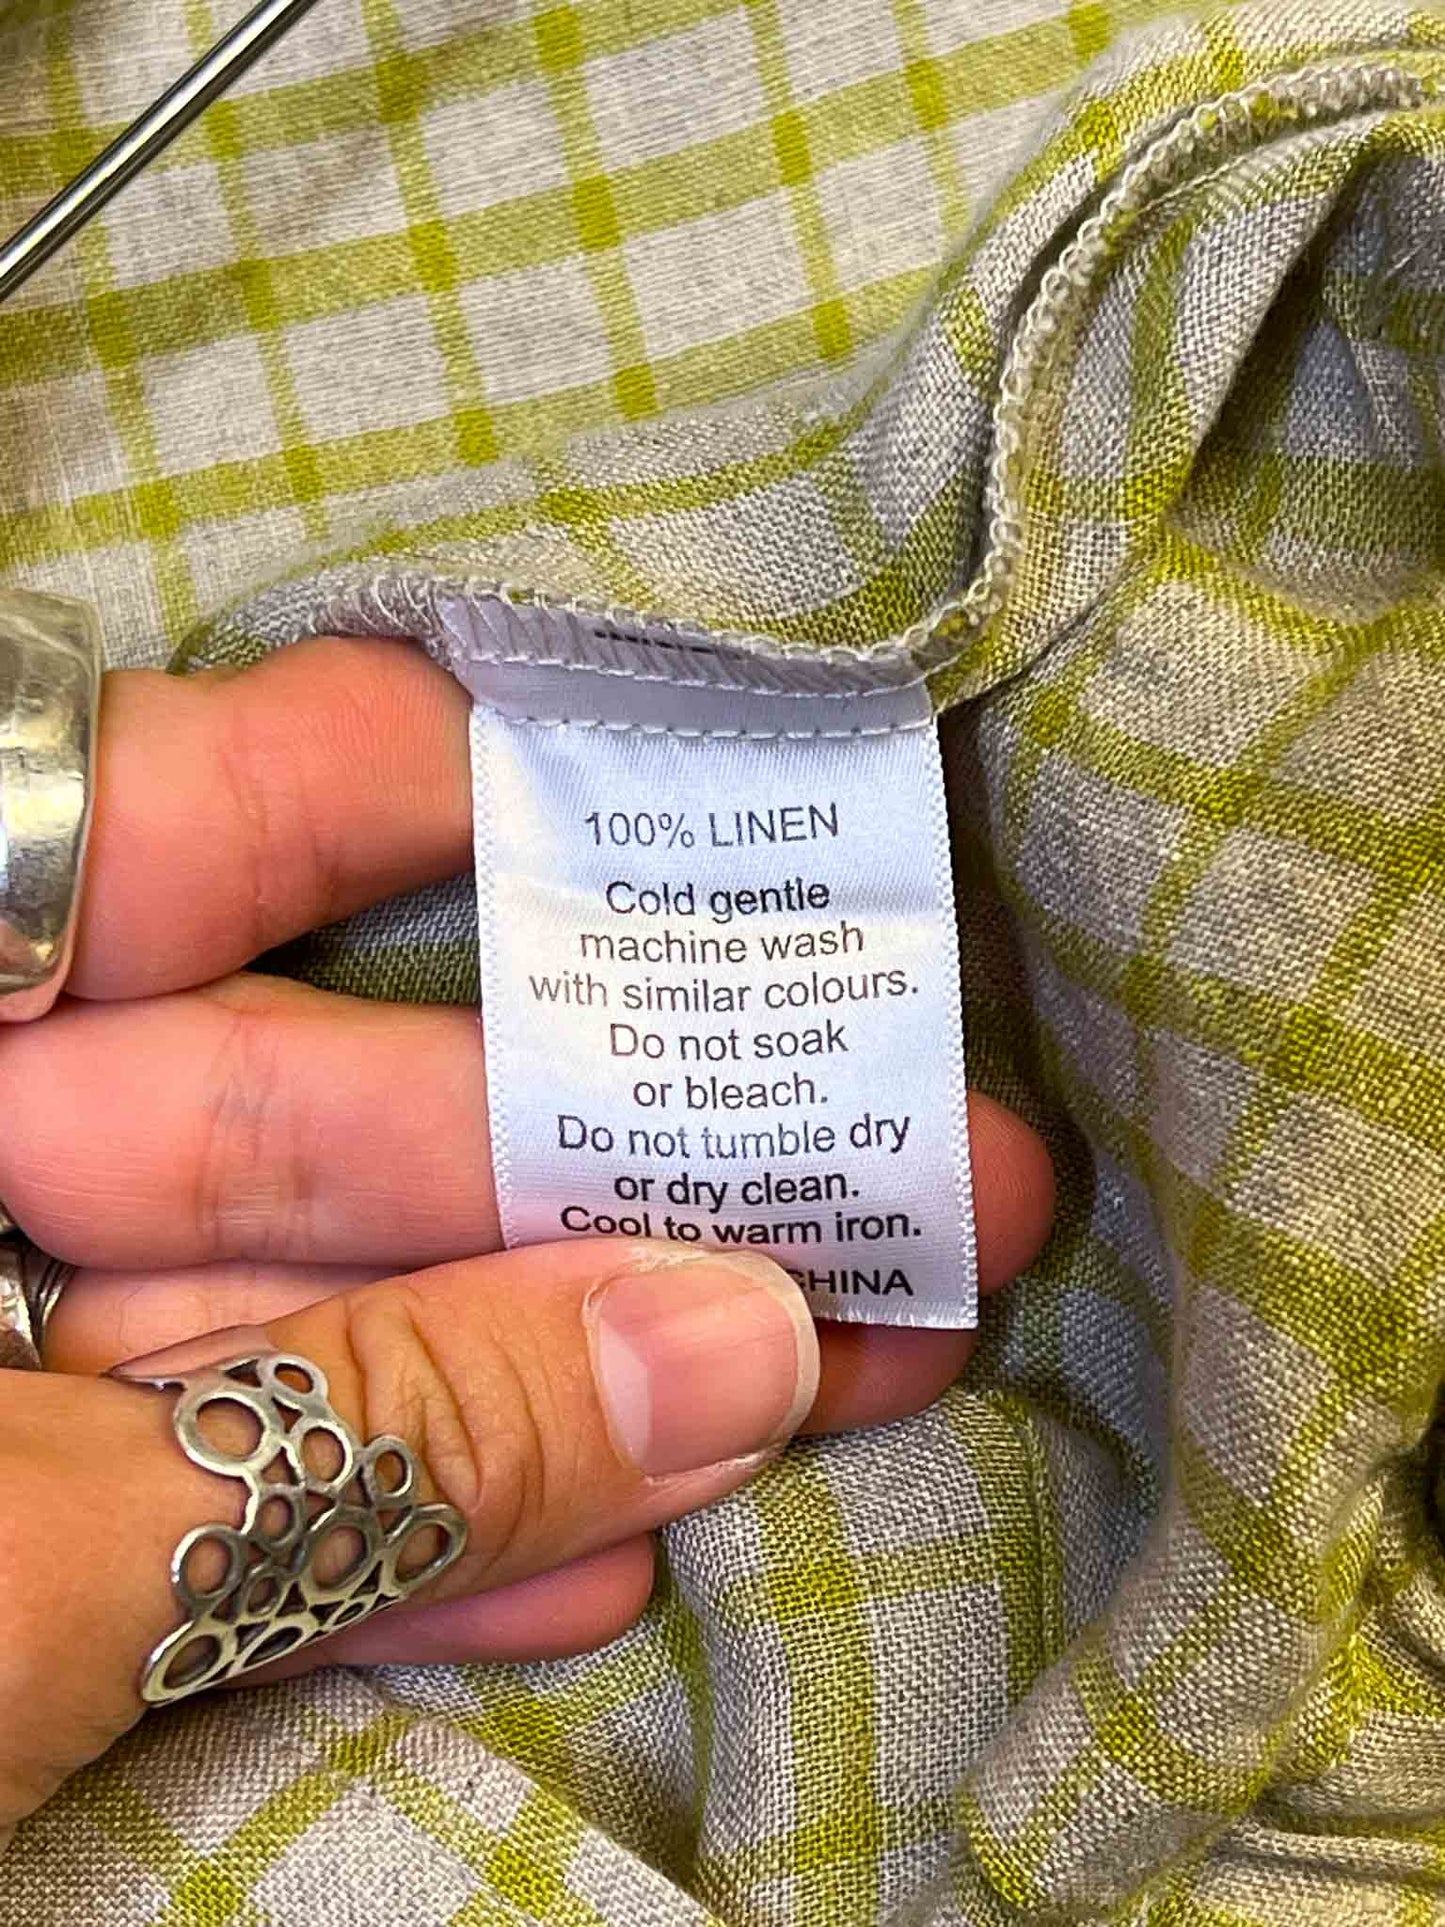 100% LINEN
Cold gentle
machine wash
with similar colours.
Do not soak
or bleach.
Do not tumble dry
or dry clean.
Cool to warm iron.
CHINA